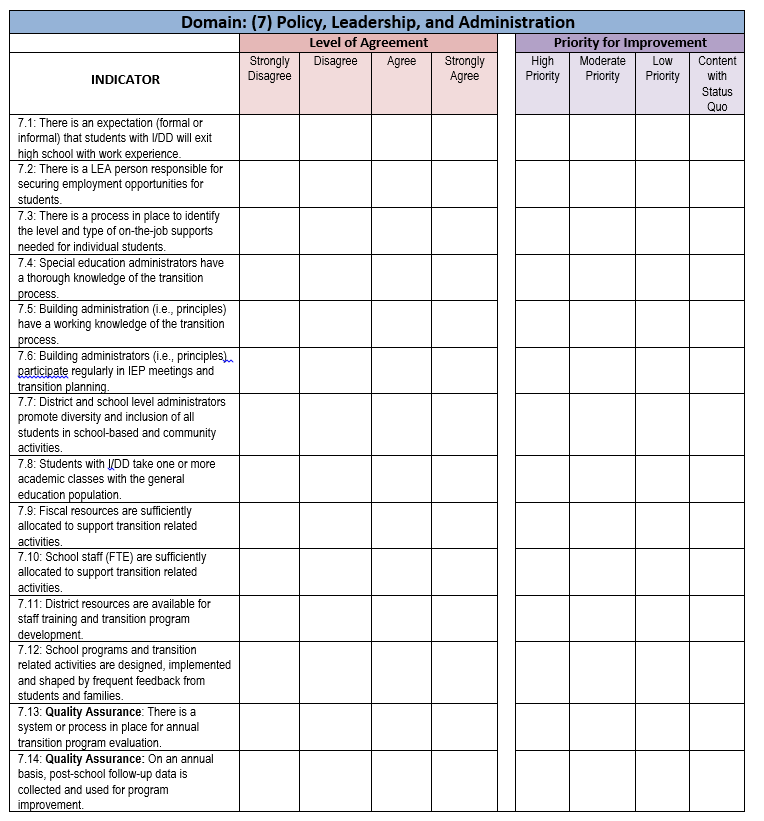 Domain: (7) Policy, Leadership, and Administration
Level of Agreement
Priority for Improvement
INDICATOR
Strongly
Disagree
Disagree
Agree
Strongly
Agree
High
Priority
Moderate
Priority
Low
Priority
Content
with
Status
Quo
7.1: There is an expectation (formal or
informal) that students with I/DD will exit
high school with work experience.
7.2: There is a LEA person responsible for
securing employment opportunities for
students.
7.3: There is a process in place to identify
the level and type of on-the-job supports
needed for individual students.
7.4: Special education administrators have
a thorough knowledge of the transition
process.
7.5: Building administration (i.e., principles)
have a working knowledge of the transition
process.
7.6: Building administrators (i.e., principles)
participate regularly in IEP meetings and
transition planning.
7.7: District and school level administrators
promote diversity and inclusion of all
students in school-based and community
activities.
7.8: Students with I/DD take one or more
academic classes with the general
education population.
7.9: Fiscal resources are sufficiently
allocated to support transition related
activities.
7.10: School staff (FTE) are sufficiently
allocated to support transition related
activities.
7.11: District resources are available for
staff training and transition program
development.
7.12: School programs and transition
related activities are designed, implemented
and shaped by frequent feedback from
students and families.
7.13: Quality Assurance: There is a
system or process in place for annual
transition program evaluation.
7.14: Quality Assurance: On an annual
basis, post-school follow-up data is
collected and used for program
improvement.